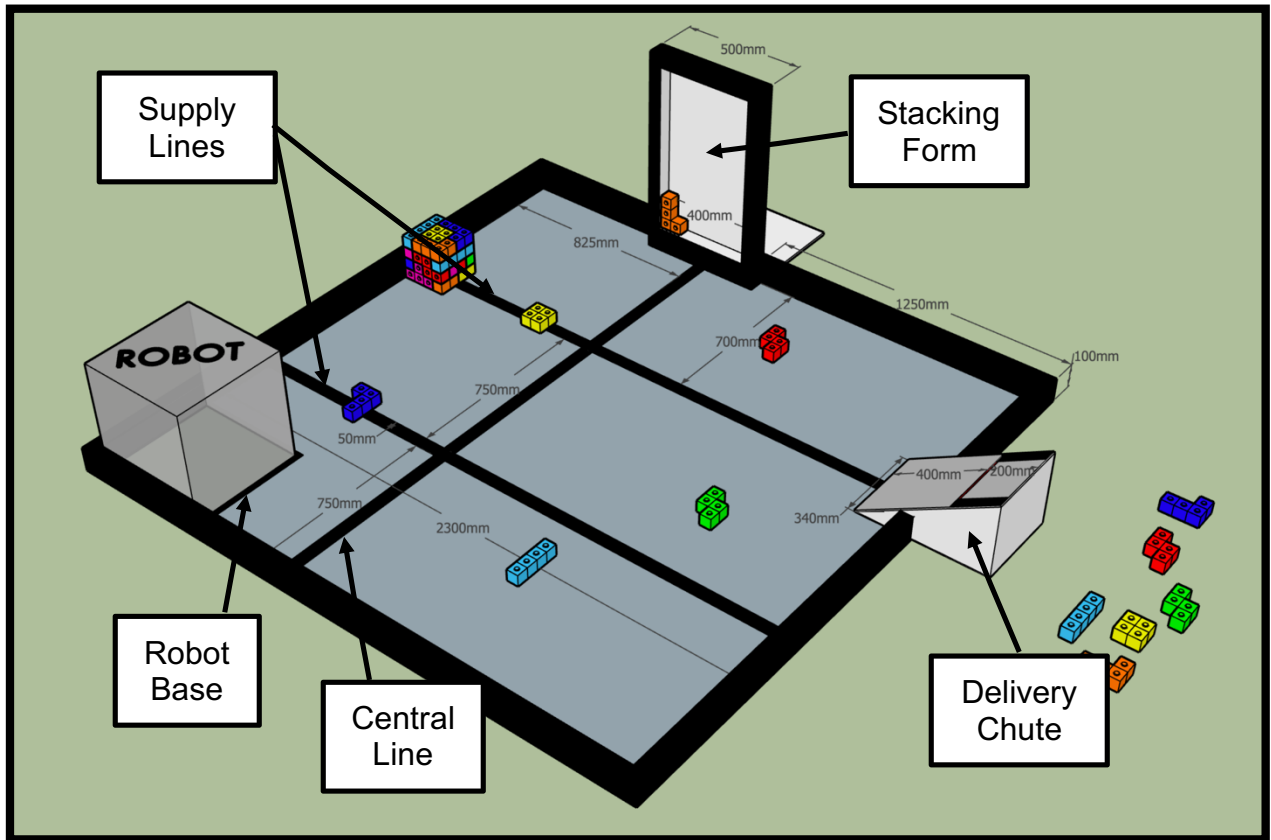 500mm
Supply
Lines
Stacking
Form
400mm
825mm
1250mm
ROBOT
700mm
100mm
750mm
50mm
400mm
200mm
750mm
340mm
2300mm
Robot
Base
Central
Line
Delivery
Chute